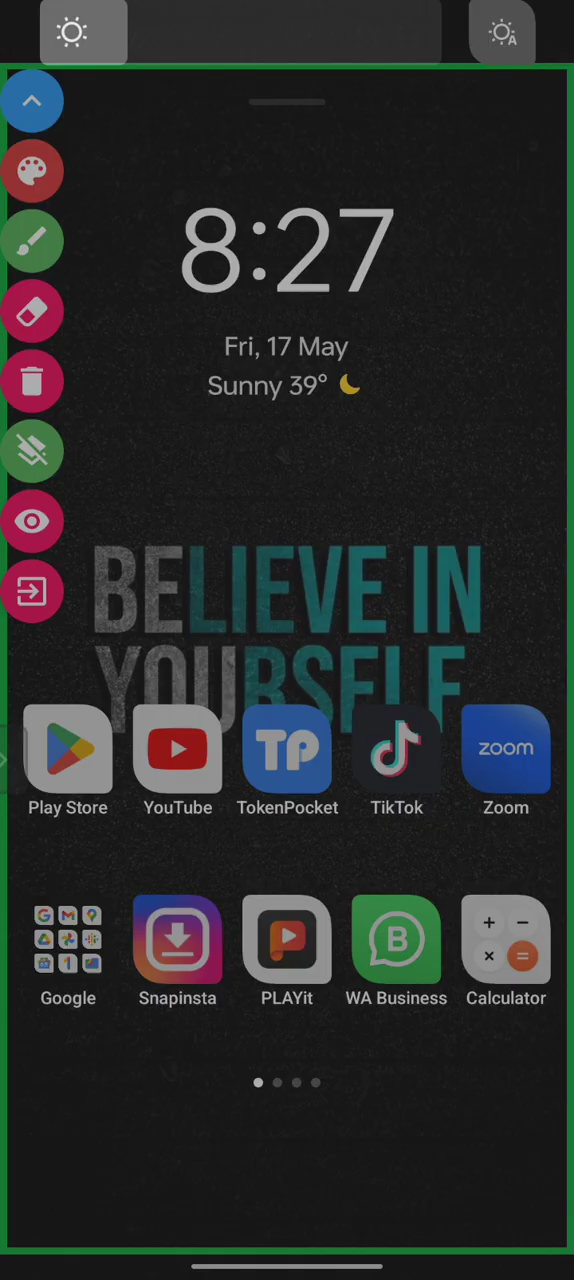 A
8:27
Fri, 17 May
Sunny 39°
BELIEVE IN
YOURSELF
TP
zoom
Play Store
YouTube
TokenPocket
TikTok
Zoom
G
M
1
B
+ −
× =
Google
Snapinsta
PLAYit
WA Business
Calculator